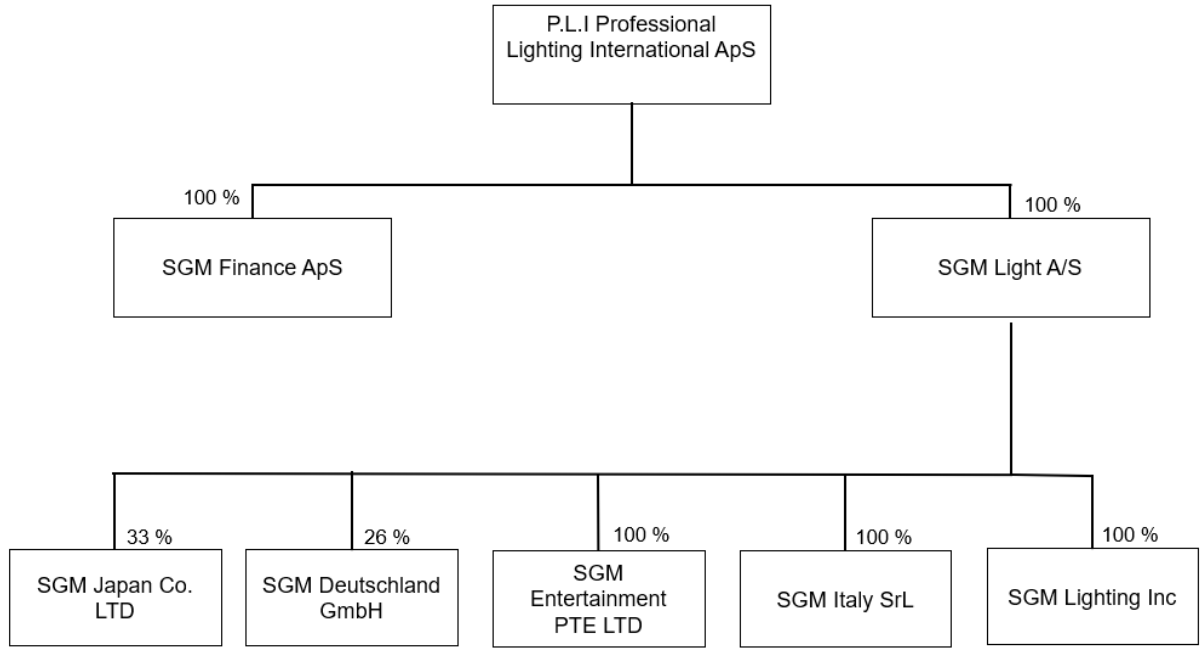 P.L.I Professional
Lighting International ApS
100 %
100 %
SGM Finance ApS
SGM Light A/S
33 %
26 %
100 %
100 %
100 %
SGM Japan Co.
LTD
SGM Deutschland
GmbH
SGM
Entertainment
PTE LTD
SGM Italy SrL
SGM Lighting Inc